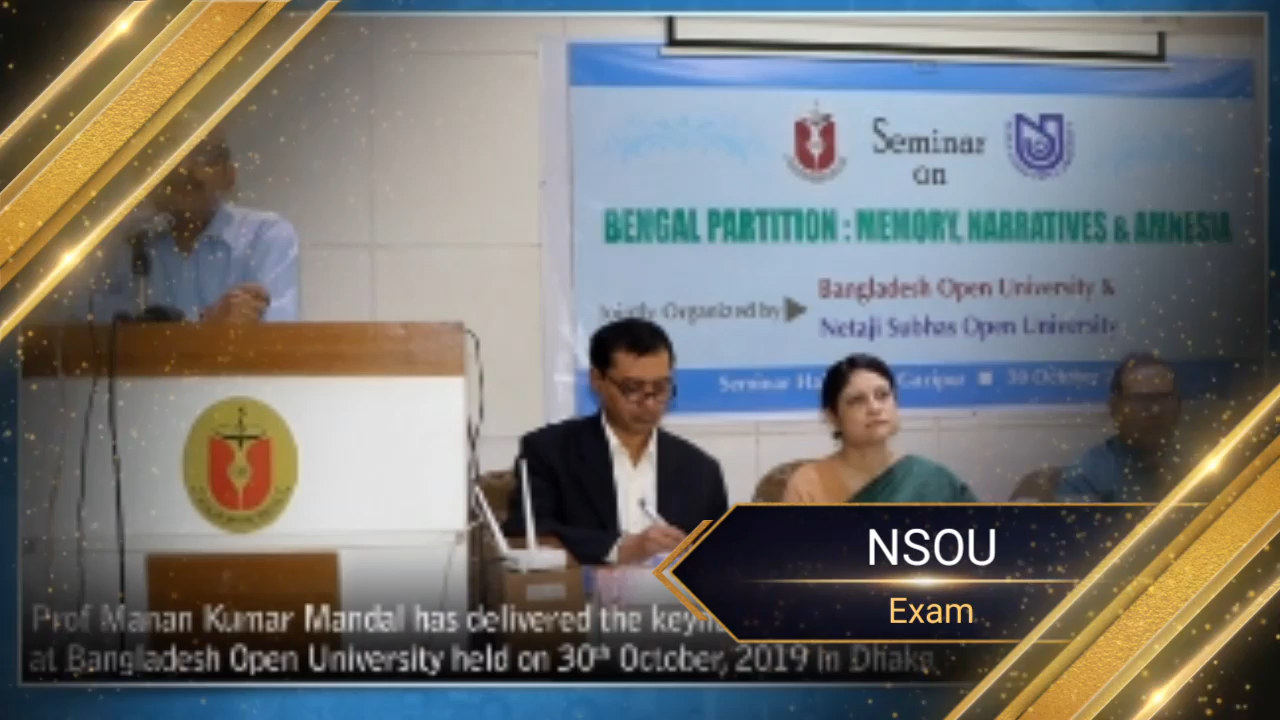 Seminar
on
BENGAL PARTITION : MEMORY, NARRATIVES & AMNESIA
Jointly Organized by
Bangladesh Open University &
Netaji Subhas Open University
Seminar Gazipur 30 October
NSOU
Exam
Prof Manan Kumar Mandal has delivered the
at Bangladesh Open University held on 30th October, 2019 in Dhaka